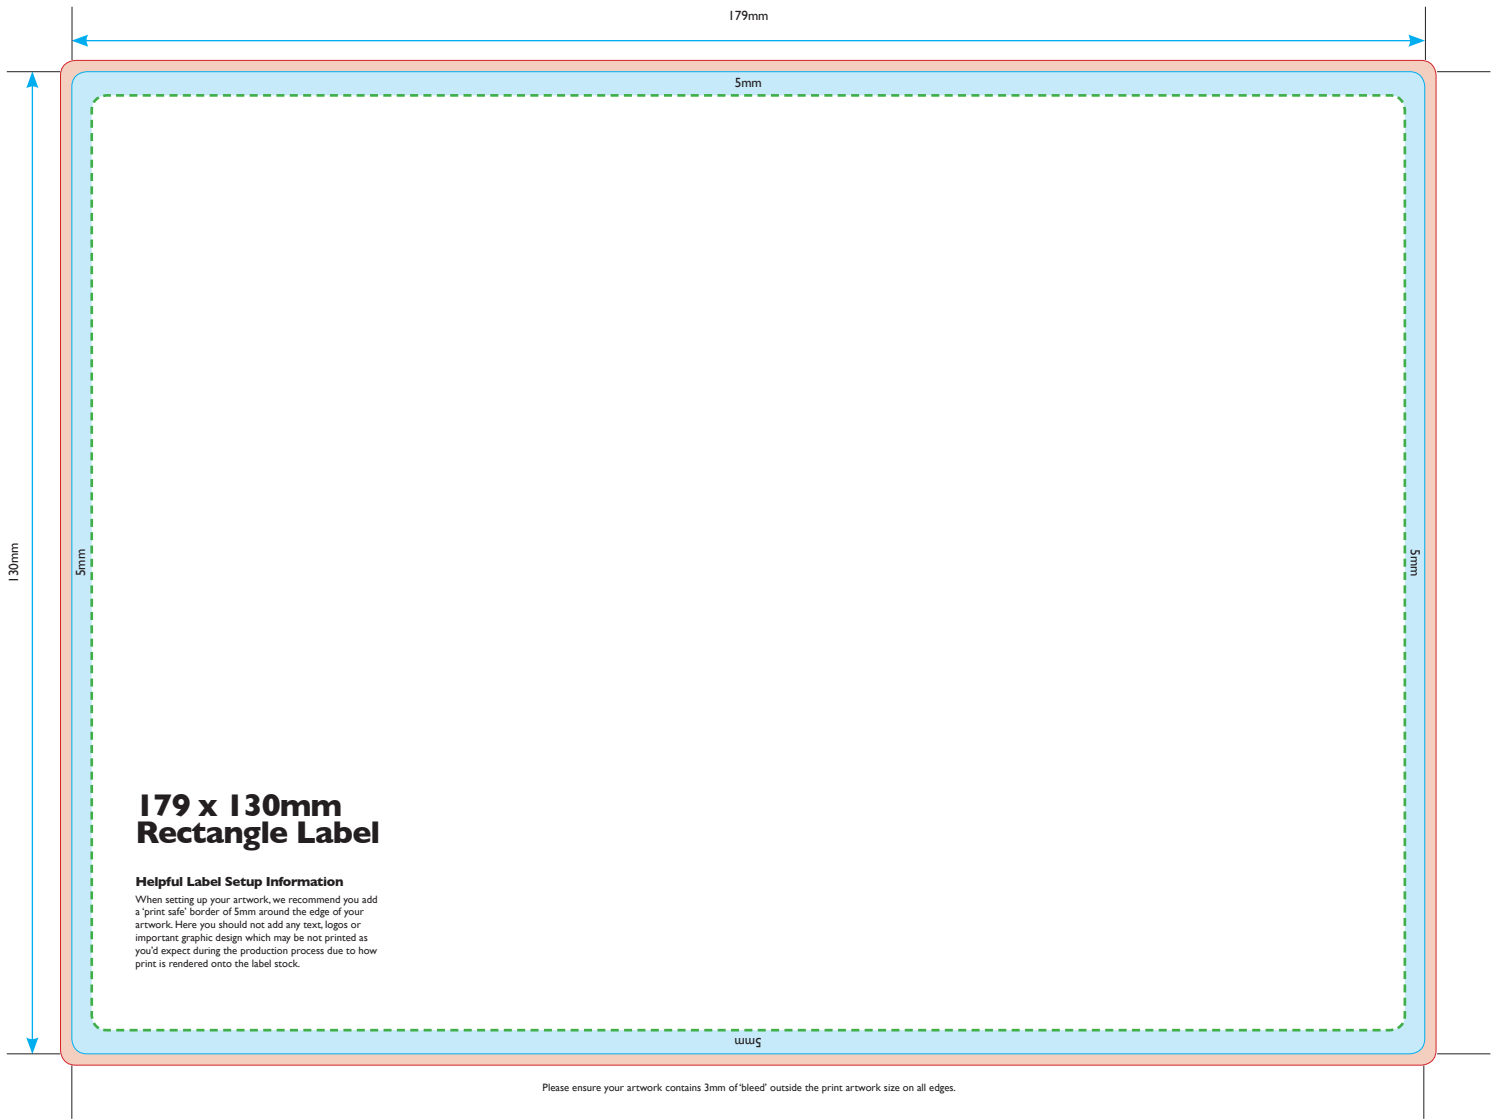 179mm
5mm
130mm
5mm
5mm
179 x 130mm
Rectangle Label
Helpful Label Setup Information
When setting up your artwork, we recommend you add
a ‘print safe’ border of 5mm around the edge of your
artwork. Here you should not add any text, logos or
important graphic design which may be not printed as
you’d expect during the production process due to how
print is rendered onto the label stock.
5mm
Please ensure your artwork contains 3mm of ‘bleed’ outside the print artwork size on all edges.